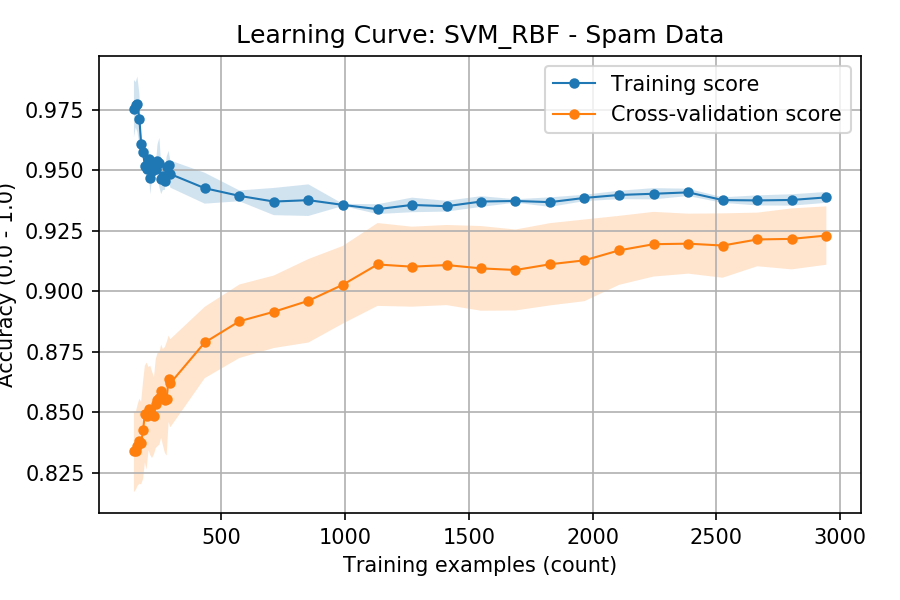 Learning Curve: SVM_RBF - Spam Data
Training score
Cross-validation score
Accuracy (0.0 - 1.0)
0.975
0.950
0.925
0.900
0.875
0.850
0.825
500
1000
1500
2000
2500
3000
Training examples (count)